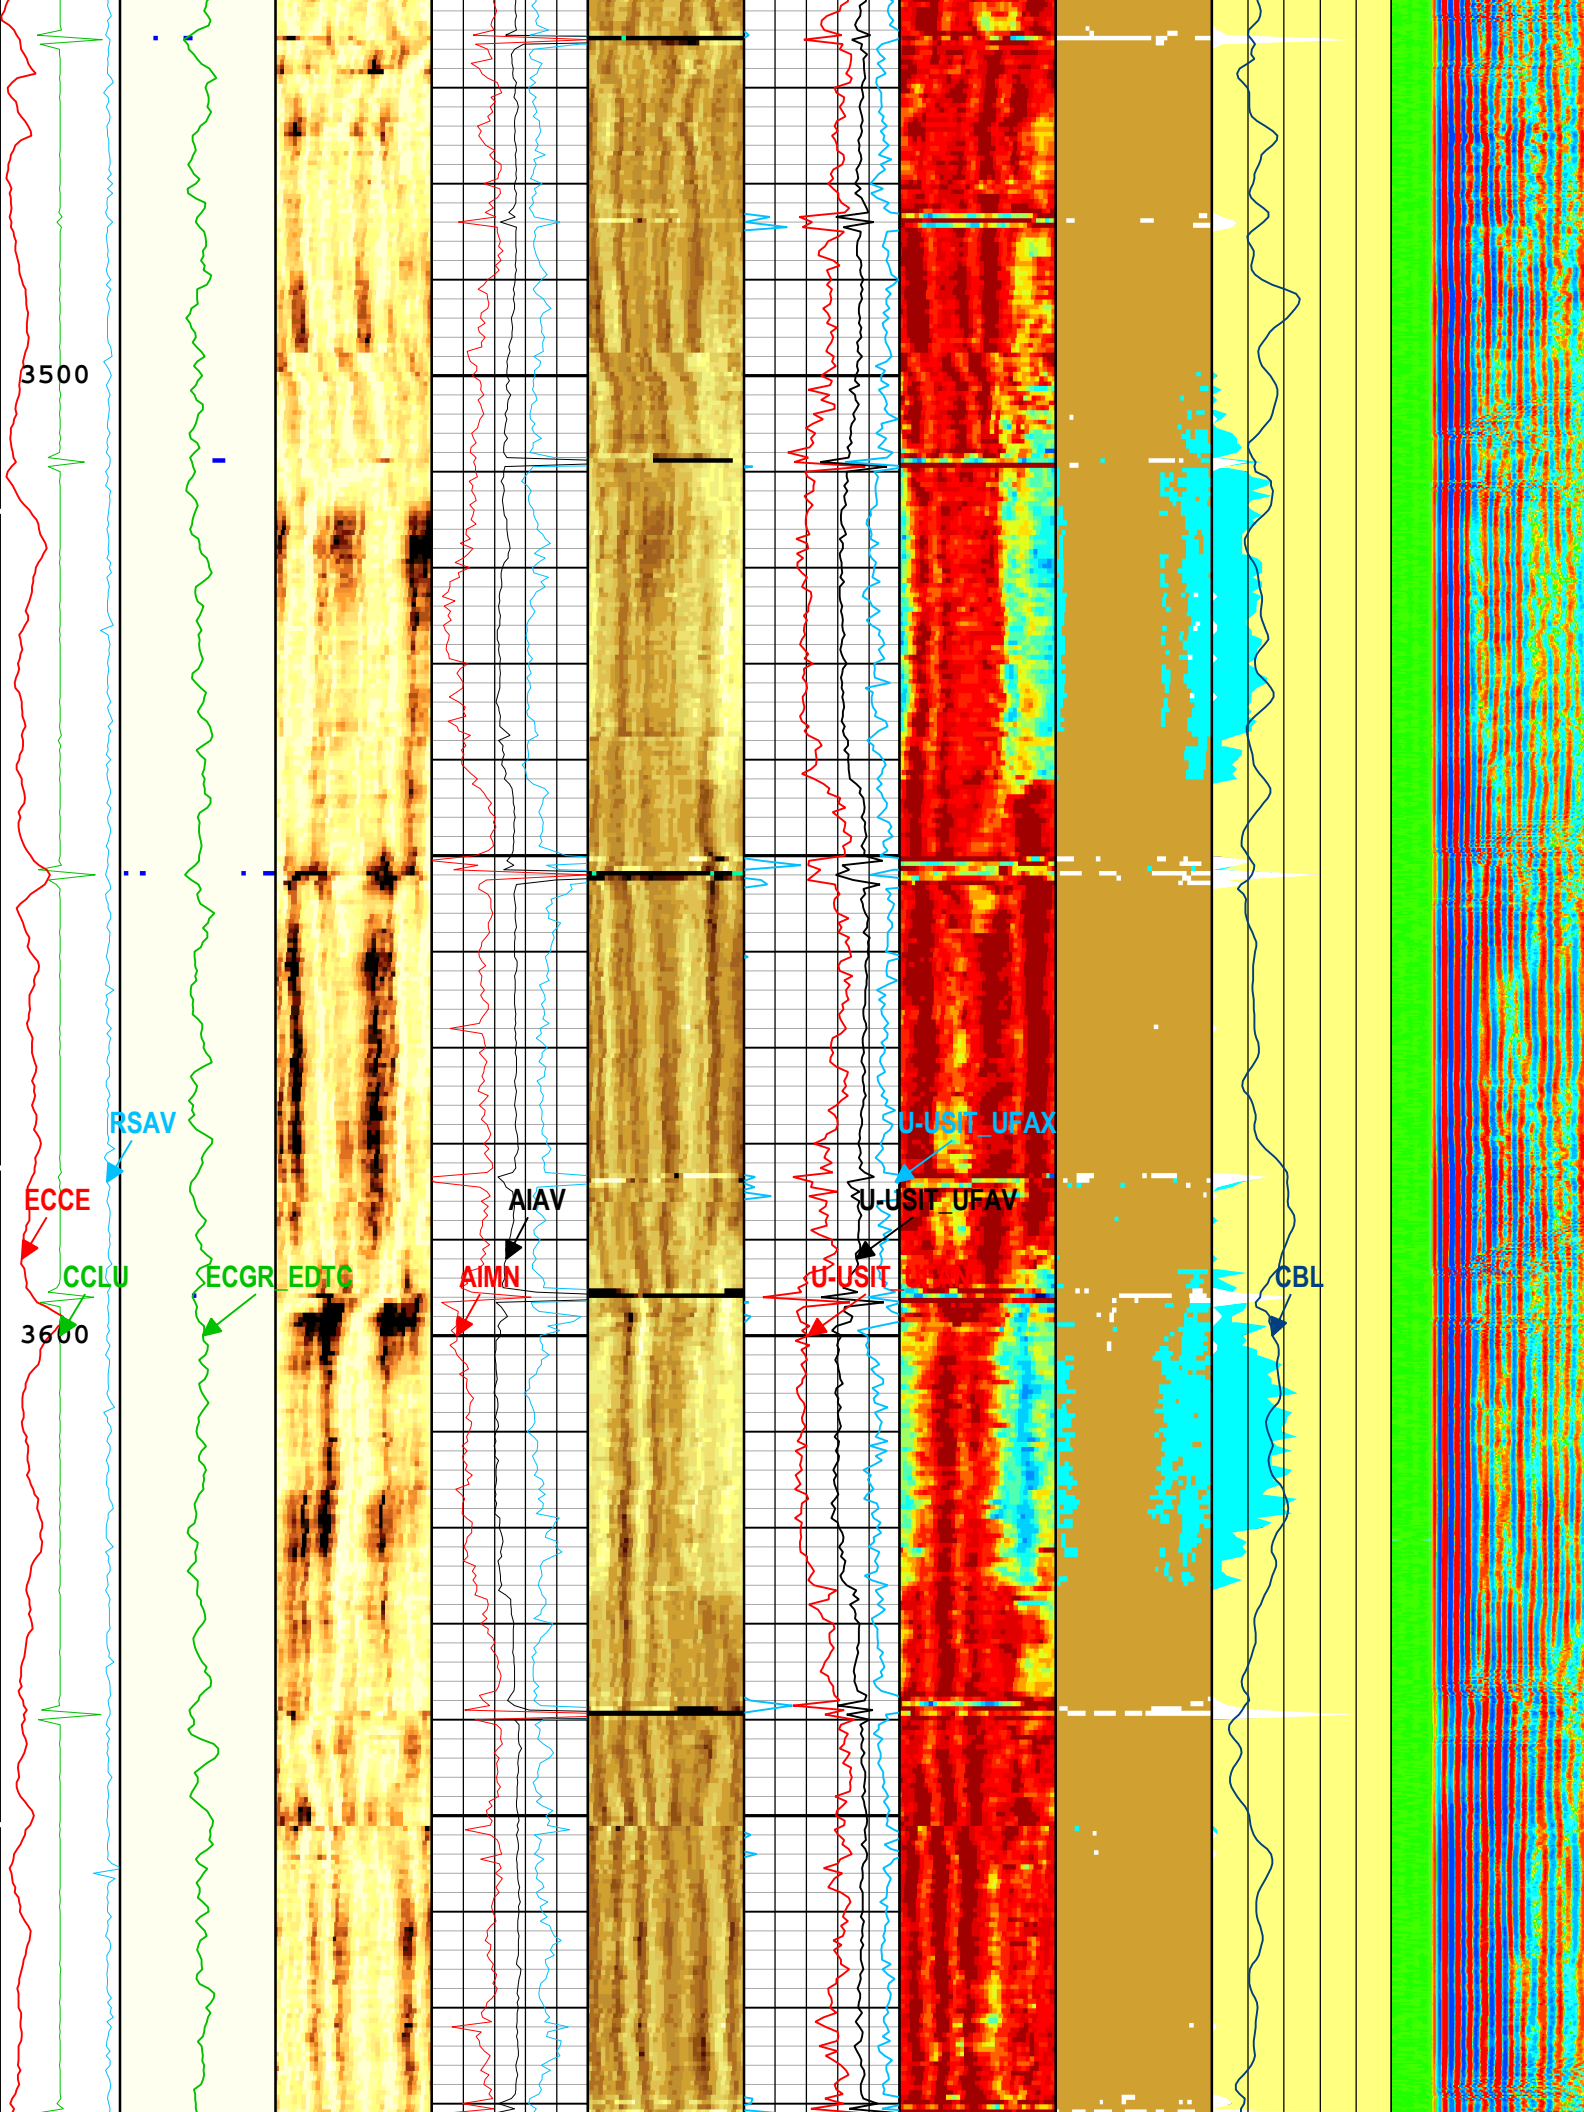 3500
RSAV
U-USIT_UFAX
ECCE
AIAV
U-USIT_UFAV
CCLU
ECGR_EDTC
AIMN
U-USIT
CBL
3600